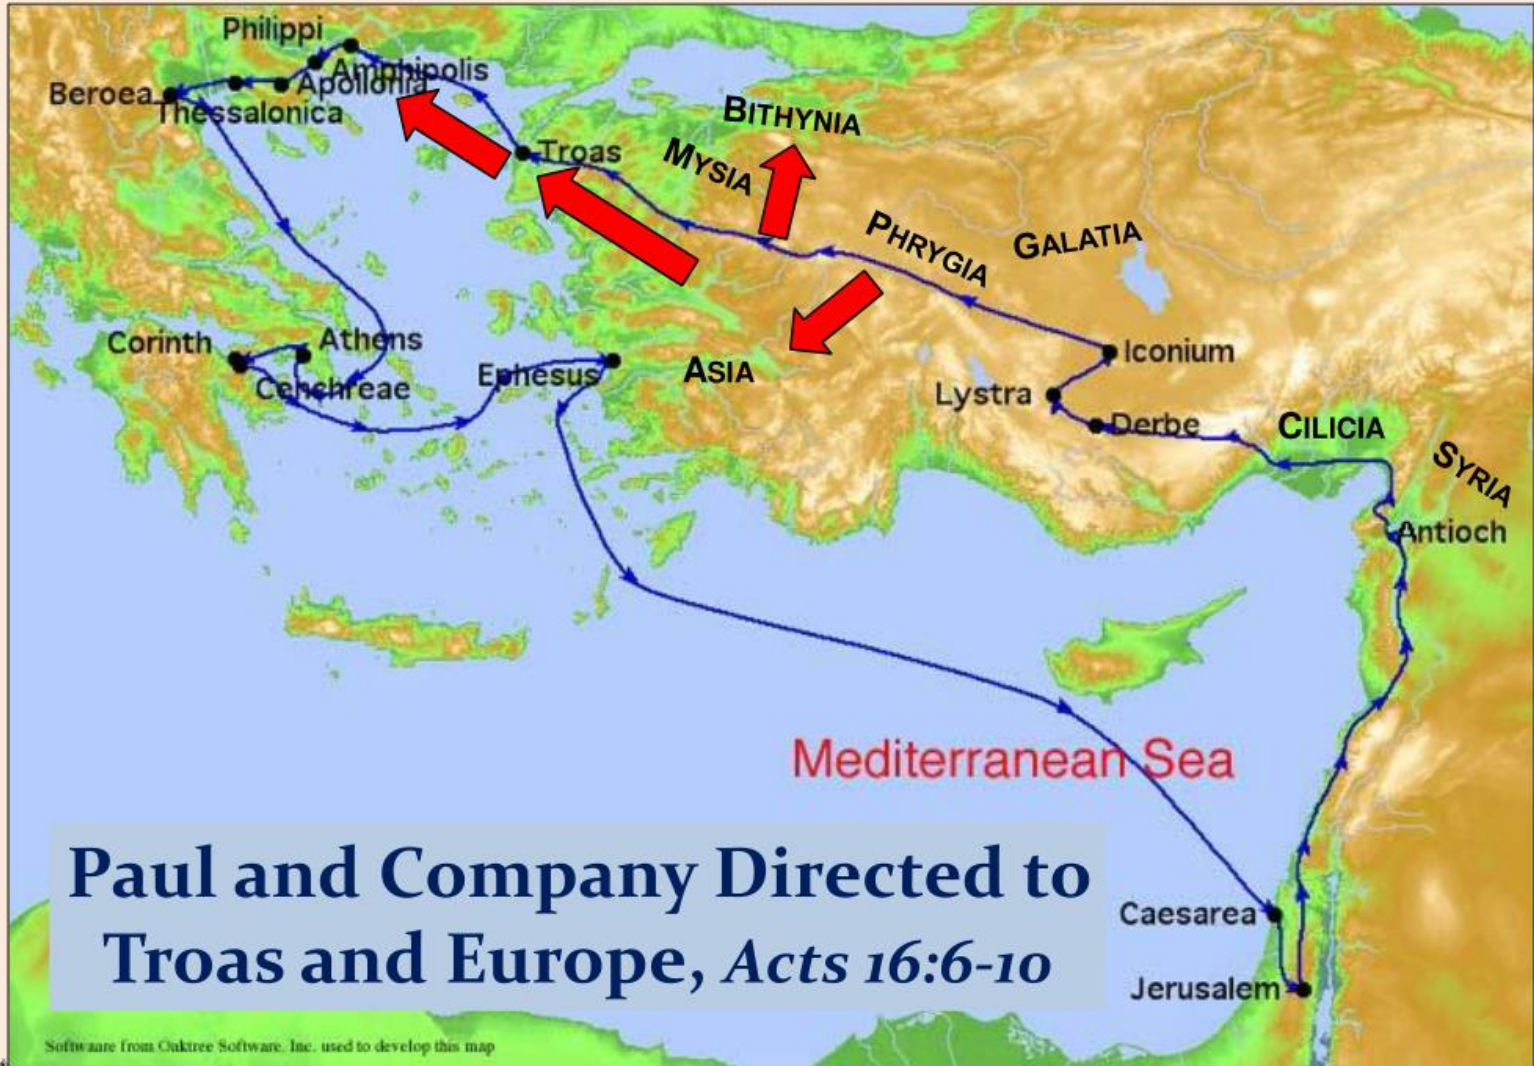 Philippi
Amphipolis
Apollonia
Beroea
Thessalonica
BITHYNIA
Troas
MYSIA
PHRYGIA
GALATIA
Corinth
Athens
Cenchreae
Ephesus
ASIA
Iconium
Lystra
Derbe
CILICIA
SYRIA
Antioch
Mediterranean Sea
Paul and Company Directed to
Troas and Europe, Acts 16:6-10
Caesarea
Jerusalem
Softwaare from Oaktree Software, Inc. used to develop this map